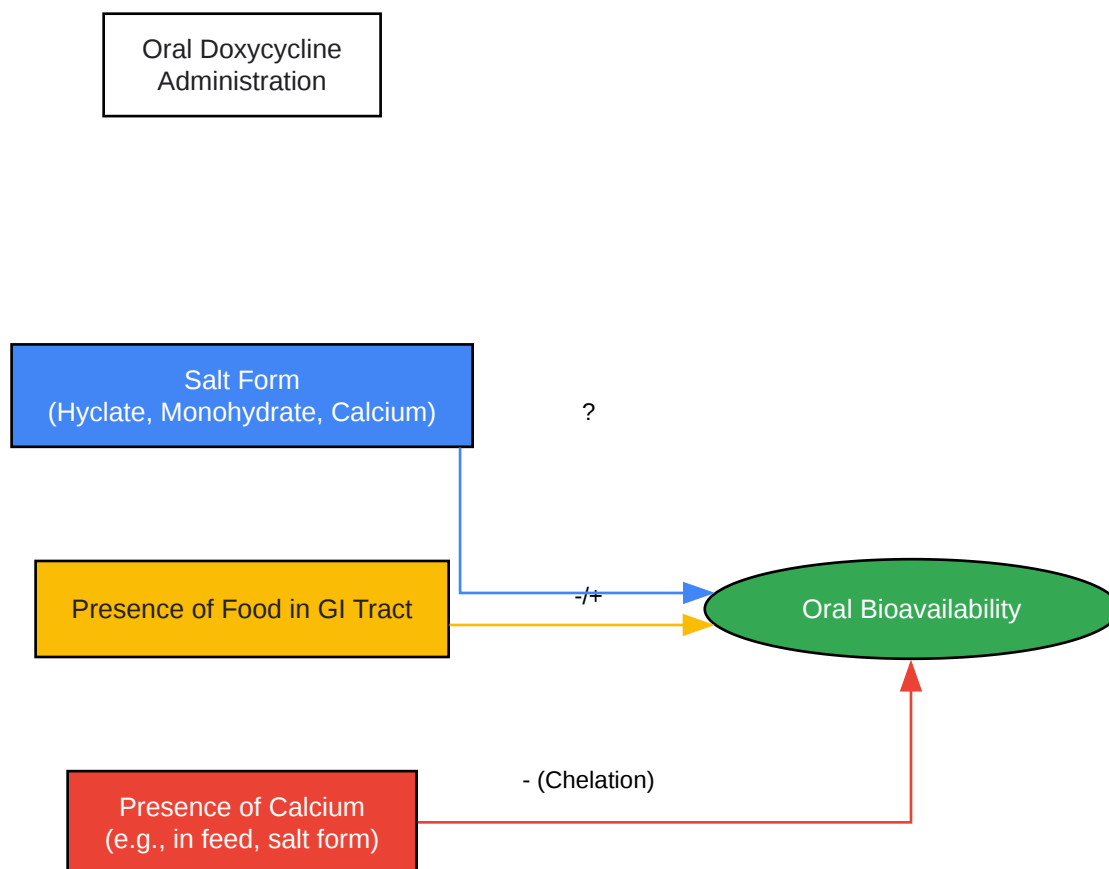 Oral Doxycycline
Administration
Salt Form
(Hyclate, Monohydrate, Calcium)
?
Presence of Food in GI Tract
-/+
Oral Bioavailability
- (Chelation)
Presence of Calcium
(e.g., in feed, salt form)